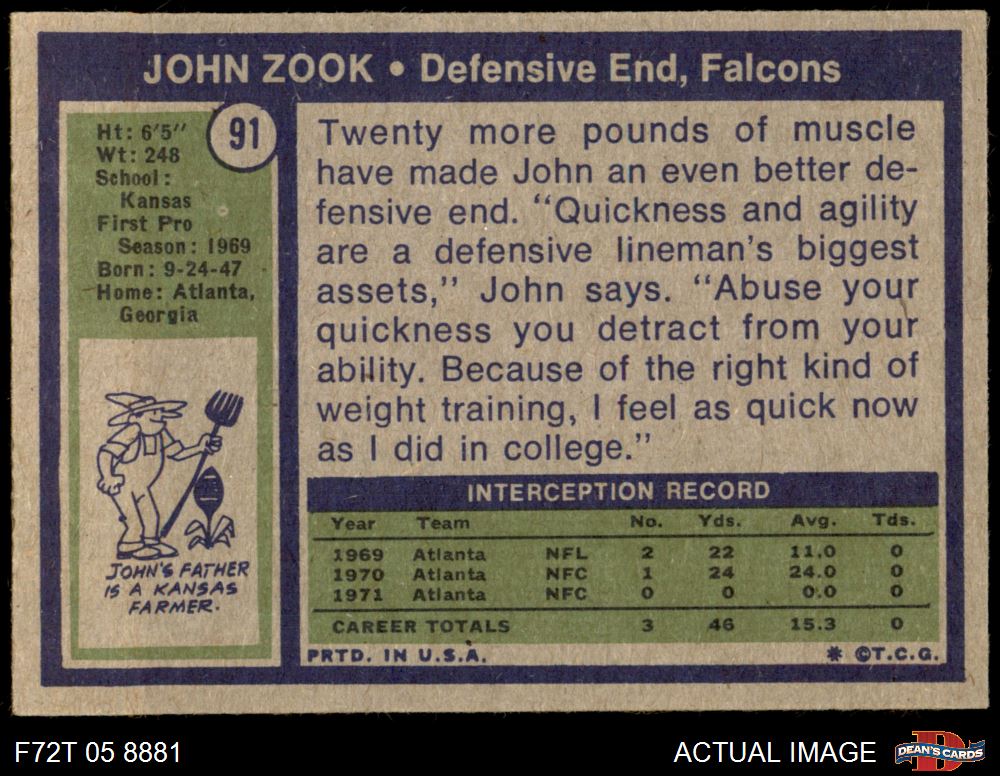 JOHN ZOOK • Defensive End, Falcons
91
Ht: 6'5"
Wt: 248
School:
Kansas
First Pro
Season: 1969
Born: 9-24-47
Home: Atlanta,
Georgia
JOHN'S FATHER
IS A KANSAS
FARMER.
Twenty more pounds of muscle
have made John an even better de-
fensive end. "Quickness and agility
are a defensive lineman's biggest
assets," John says. "Abuse your
quickness you detract from your
ability. Because of the right kind of
weight training, I feel as quick now
as I did in college."
INTERCEPTION RECORD
Year Team No. Yds. Avg. Tds.
1969 Atlanta NFL 2 22 11.0 0
1970 Atlanta NFC 1 24 24.0 0
1971 Atlanta NFC 0 0 0.0 0
CAREER TOTALS 3 46 15.3 0
PRTD. IN U.S.A. * ©T.C.G.
F72T 05 8881
ACTUAL IMAGE
D
DEAN'S CARDS